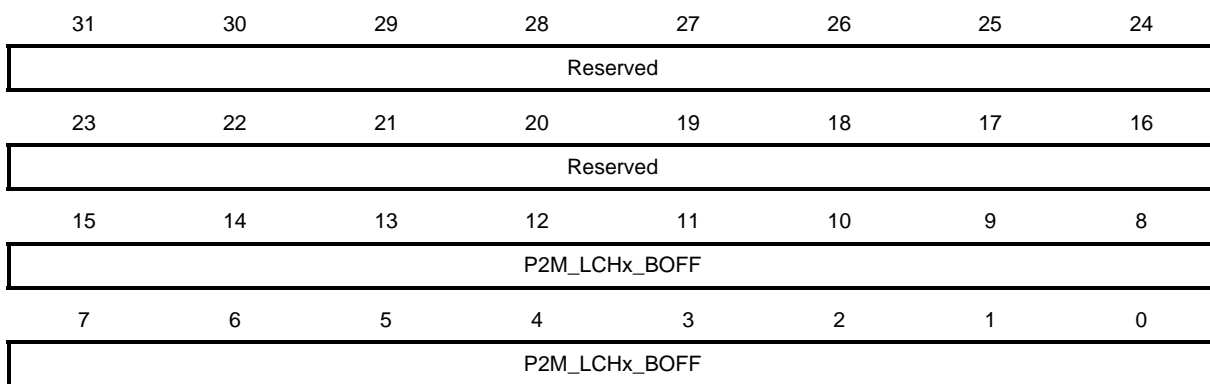 31 30 29 28 27 26 25 24
Reserved
23 22 21 20 19 18 17 16
Reserved
15 14 13 12 11 10 9 8
P2M_LCHx_BOFF
7 6 5 4 3 2 1 0
P2M_LCHx_BOFF